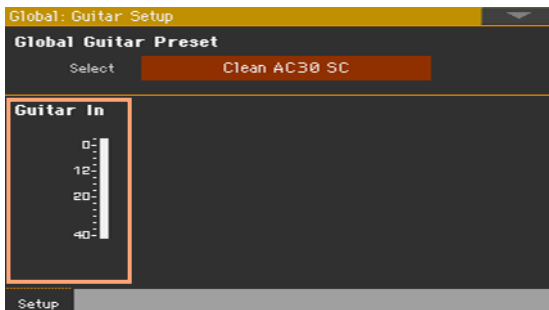 Global: Guitar Setup
Global Guitar Preset
Select Clean AC30 SC
Guitar In
0
12
20
40
Setup